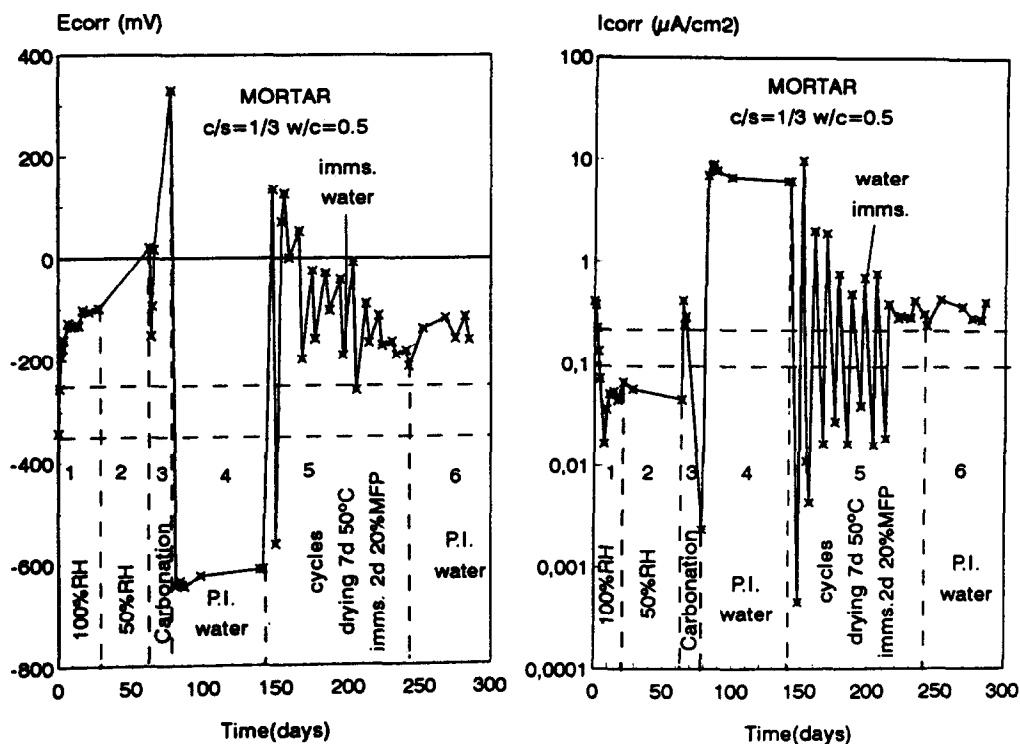 Ecorr (mV)
400
200
0
-200
-400
-600
-800
MORTAR
c/s=1/3 w/c=0.5
imms.
water
1
2
3
4
5
6
100%RH
50%RH
Carbonation
P.I.
water
cycles
drying 7d 50ºC
imms. 2d 20%MFP
P.I.
water
0
50
100
150
200
250
300
Time(days)
Icorr (µA/cm2)
100
10
1
0.1
0,01
0,001
0,0001
MORTAR
c/s=1/3 w/c=0.5
water
imms.
1
2
3
4
5
6
100%RH
50%RH
Carbonation
P.I.
water
cycles
drying 7d 50ºC
imms.2d 20%MFP
P.I.
water
0
50
100
150
200
250
300
Time(days)